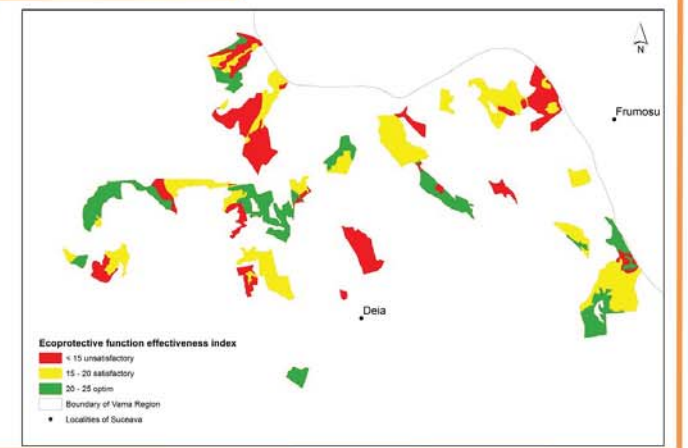 N
Frumosu
Deia
Ecoprotective function effectiveness index
< 15 unsatisfactory
15 - 20 satisfactory
20 - 25 optim
Boundary of Vama Region
Localities of Suceava